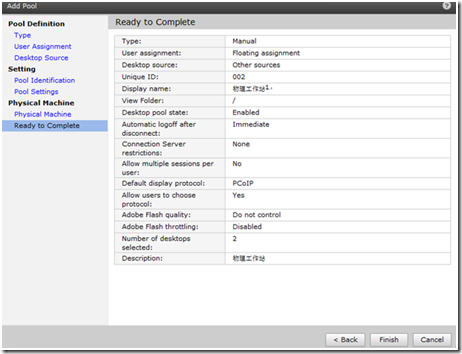 Add Pool
?
Pool Definition
Type
User Assignment
Desktop Source
Setting
Pool Identification
Pool Settings
Physical Machine
Physical Machine
Ready to Complete
Ready to Complete
Type: Manual
User assignment: Floating assignment
Desktop source: Other sources
Unique ID: 002
Display name: 物理工作站1.
View Folder: /
Desktop pool state: Enabled
Automatic logoff after Immediate
disconnect:
Connection Server None
restrictions:
Allow multiple sessions per No
user:
Default display protocol: PCoIP
Allow users to choose Yes
protocol:
Adobe Flash quality: Do not control
Adobe Flash throttling: Disabled
Number of desktops 2
selected:
Description: 物理工作站
< Back
Finish
Cancel